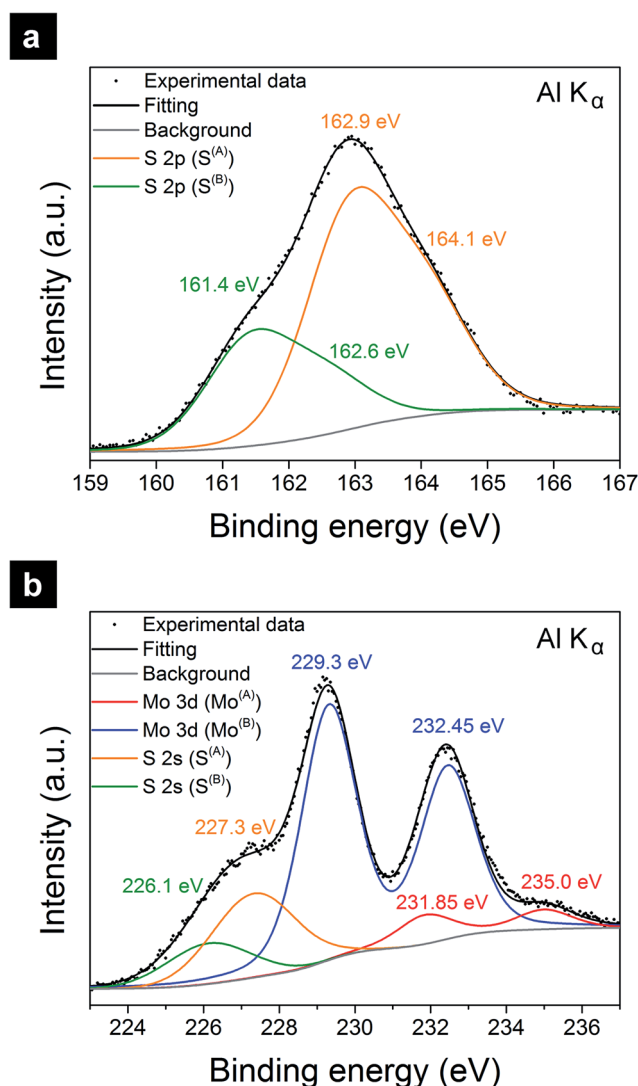 a
Experimental data
Fitting
Background
S 2p (S(A))
S 2p (S(B))
Al Kα
162.9 eV
164.1 eV
161.4 eV
162.6 eV
Intensity (a.u.)
159 160 161 162 163 164 165 166 167
Binding energy (eV)
b
Experimental data
Fitting
Background
Mo 3d (Mo(A))
Mo 3d (Mo(B))
S 2s (S(A))
S 2s (S(B))
Al Kα
229.3 eV
232.45 eV
227.3 eV
226.1 eV
231.85 eV
235.0 eV
Intensity (a.u.)
224 226 228 230 232 234 236
Binding energy (eV)